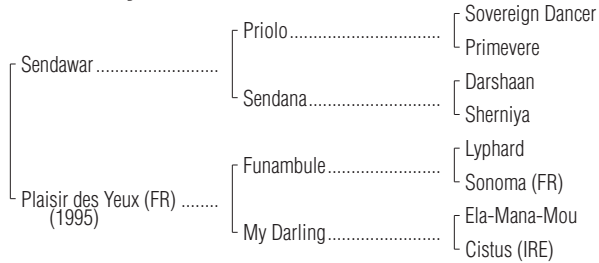 Sovereign Dancer
Priolo
Primevere
Sendawar
Darshaan
Sendana
Sherniya
Lyphard
Funambule
Sonoma (FR)
Plaisir des Yeux (FR)
(1995)
Ela-Mana-Mou
My Darling
Cistus (IRE)